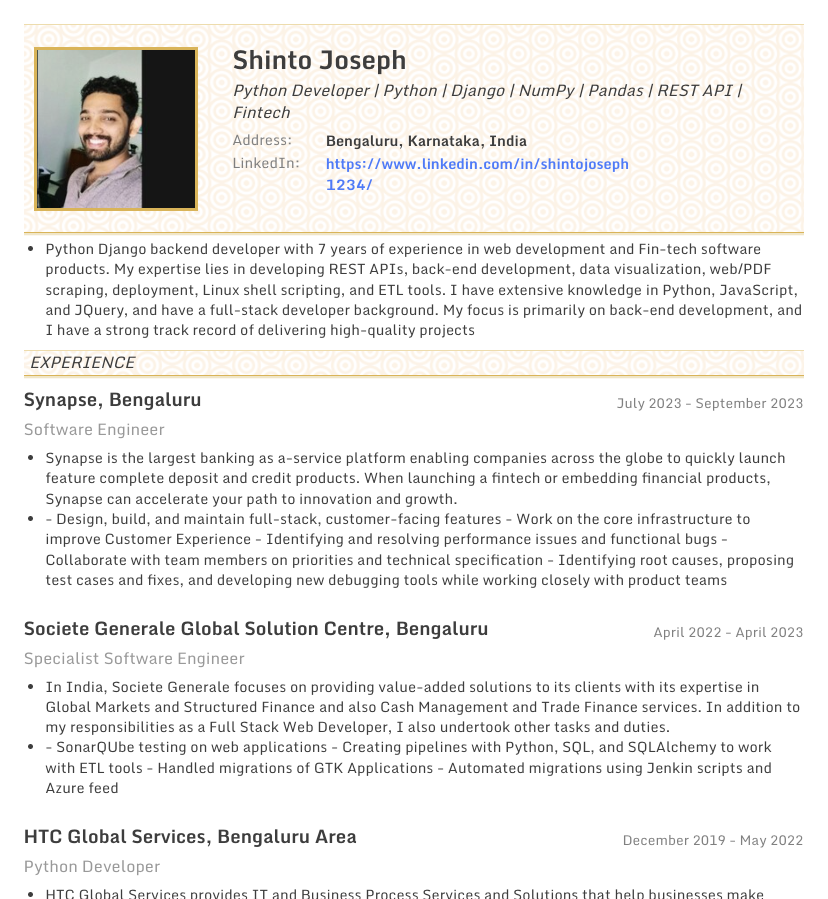 Shinto Joseph
Python Developer | Python | Django | NumPy | Pandas | REST API |
Fintech
Address: Bengaluru, Karnataka, India
LinkedIn: https://www.linkedin.com/in/shintojoseph
1234/
• Python Django backend developer with 7 years of experience in web development and Fin-tech software
products. My expertise lies in developing REST APIs, back-end development, data visualization, web/PDF
scraping, deployment, Linux shell scripting, and ETL tools. I have extensive knowledge in Python, JavaScript,
and JQuery, and have a full-stack developer background. My focus is primarily on back-end development, and
I have a strong track record of delivering high-quality projects
EXPERIENCE
Synapse, Bengaluru July 2023 – September 2023
Software Engineer
• Synapse is the largest banking as a-service platform enabling companies across the globe to quickly launch
feature complete deposit and credit products. When launching a fintech or embedding financial products,
Synapse can accelerate your path to innovation and growth.
• - Design, build, and maintain full-stack, customer-facing features - Work on the core infrastructure to
improve Customer Experience - Identifying and resolving performance issues and functional bugs -
Collaborate with team members on priorities and technical specification - Identifying root causes, proposing
test cases and fixes, and developing new debugging tools while working closely with product teams
Societe Generale Global Solution Centre, Bengaluru April 2022 – April 2023
Specialist Software Engineer
• In India, Societe Generale focuses on providing value-added solutions to its clients with its expertise in
Global Markets and Structured Finance and also Cash Management and Trade Finance services. In addition to
my responsibilities as a Full Stack Web Developer, I also undertook other tasks and duties.
• - SonarQUbe testing on web applications - Creating pipelines with Python, SQL, and SQLAlchemy to work
with ETL tools - Handled migrations of GTK Applications - Automated migrations using Jenkin scripts and
Azure feed
HTC Global Services, Bengaluru Area December 2019 – May 2022
Python Developer
• HTC Global Services provides IT and Business Process Services and Solutions that help businesses make